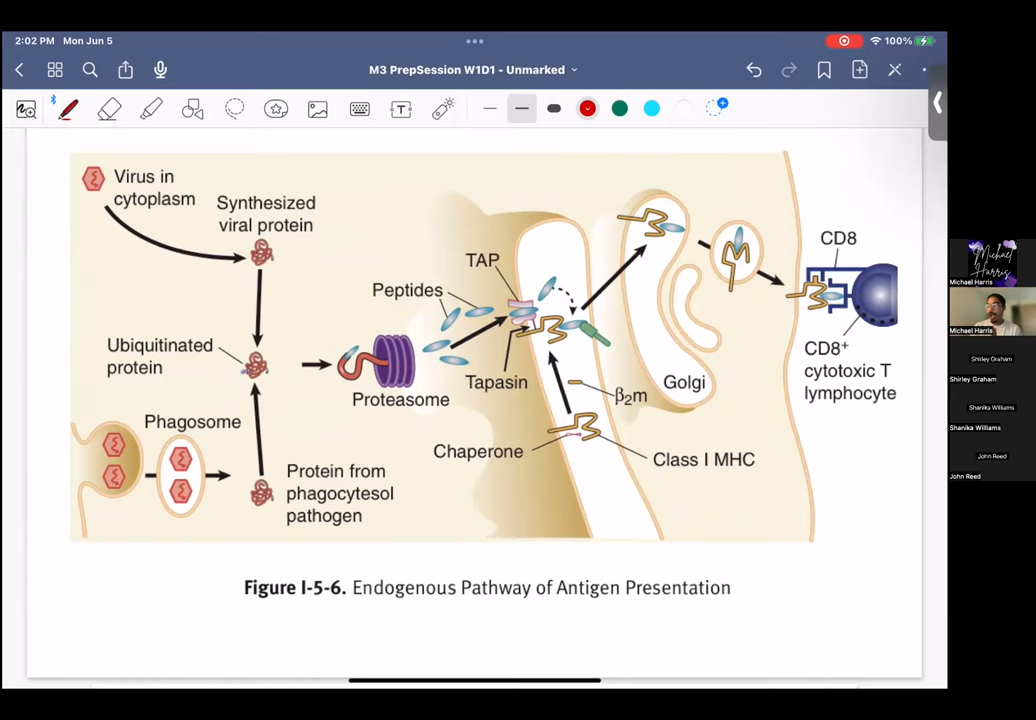 2:02 PM Mon Jun 5
100%
M3 PrepSession W1D1 - Unmarked
T
Virus in
cytoplasm
Synthesized
viral protein
Ubiquitinated
protein
Phagosome
Protein from
phagocytesol
pathogen
Peptides
Proteasome
TAP
Tapasin
Chaperone
β₂m
Class I MHC
Golgi
CD8
CD8⁺
cytotoxic T
lymphocyte
Figure I-5-6. Endogenous Pathway of Antigen Presentation
Michael
Harris
Michael Harris
Michael Harris
Shirley Graham
Shirley Graham
Shanika Williams
Shanika Williams
John Reed
John Reed